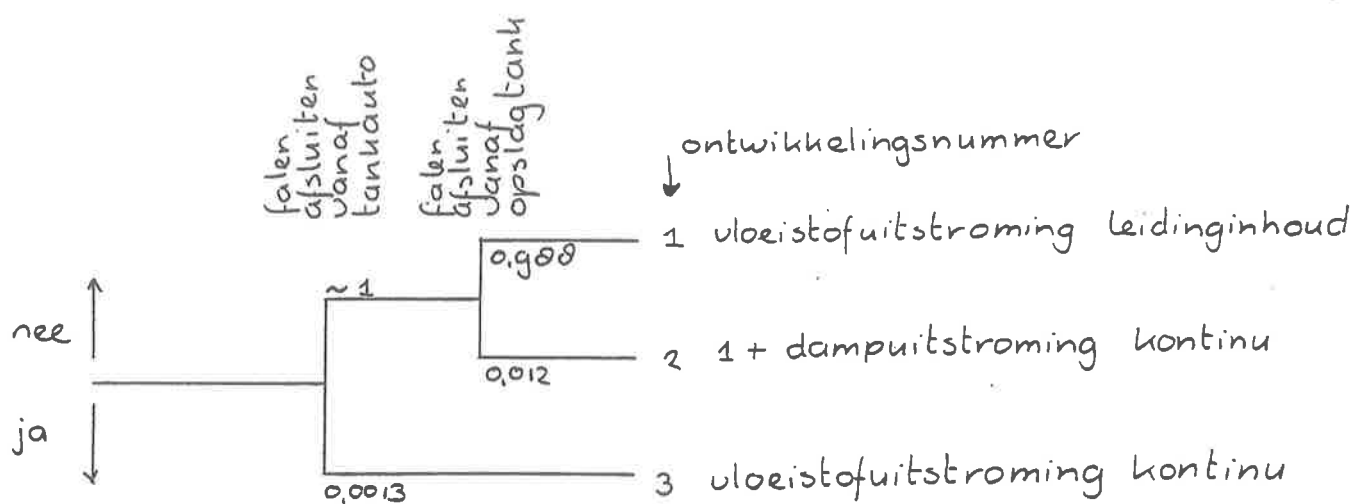 falen
afsluiten
vanaf
tankauto
falen
afsluiten
vanaf
opslagtank
ontwikkelingsnummer
1 vloeistofuitstroming leidinginhoud
0,988
~1
nee
2 1 + dampuitstroming kontinu
0,012
ja
3 vloeistofuitstroming kontinu
0,0013